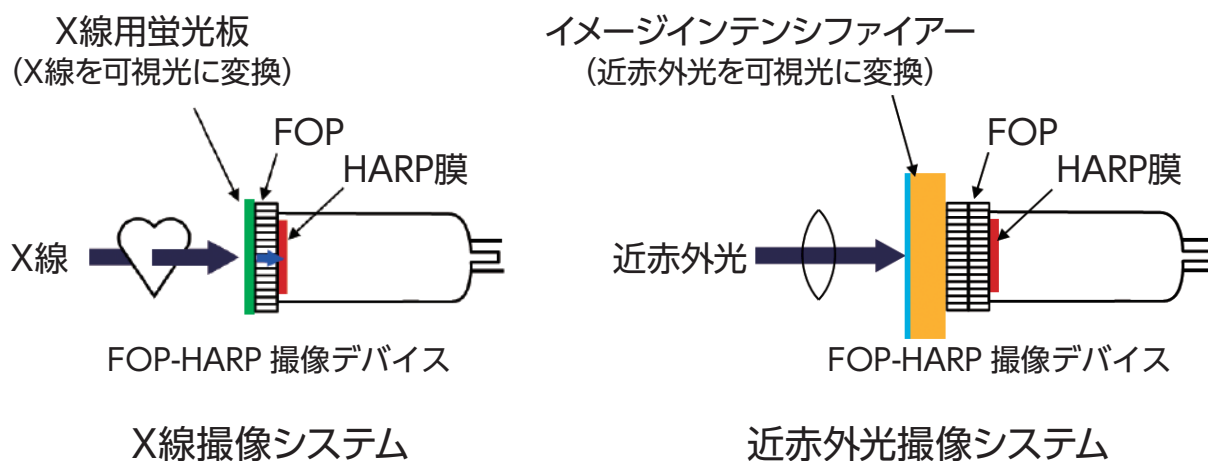 X線用蛍光板
（X線を可視光に変換）
FOP
HARP膜
X線
FOP-HARP 撮像デバイス
X線撮像システム
イメージインテンシファイアー
（近赤外光を可視光に変換）
FOP
HARP膜
近赤外光
FOP-HARP 撮像デバイス
近赤外光撮像システム